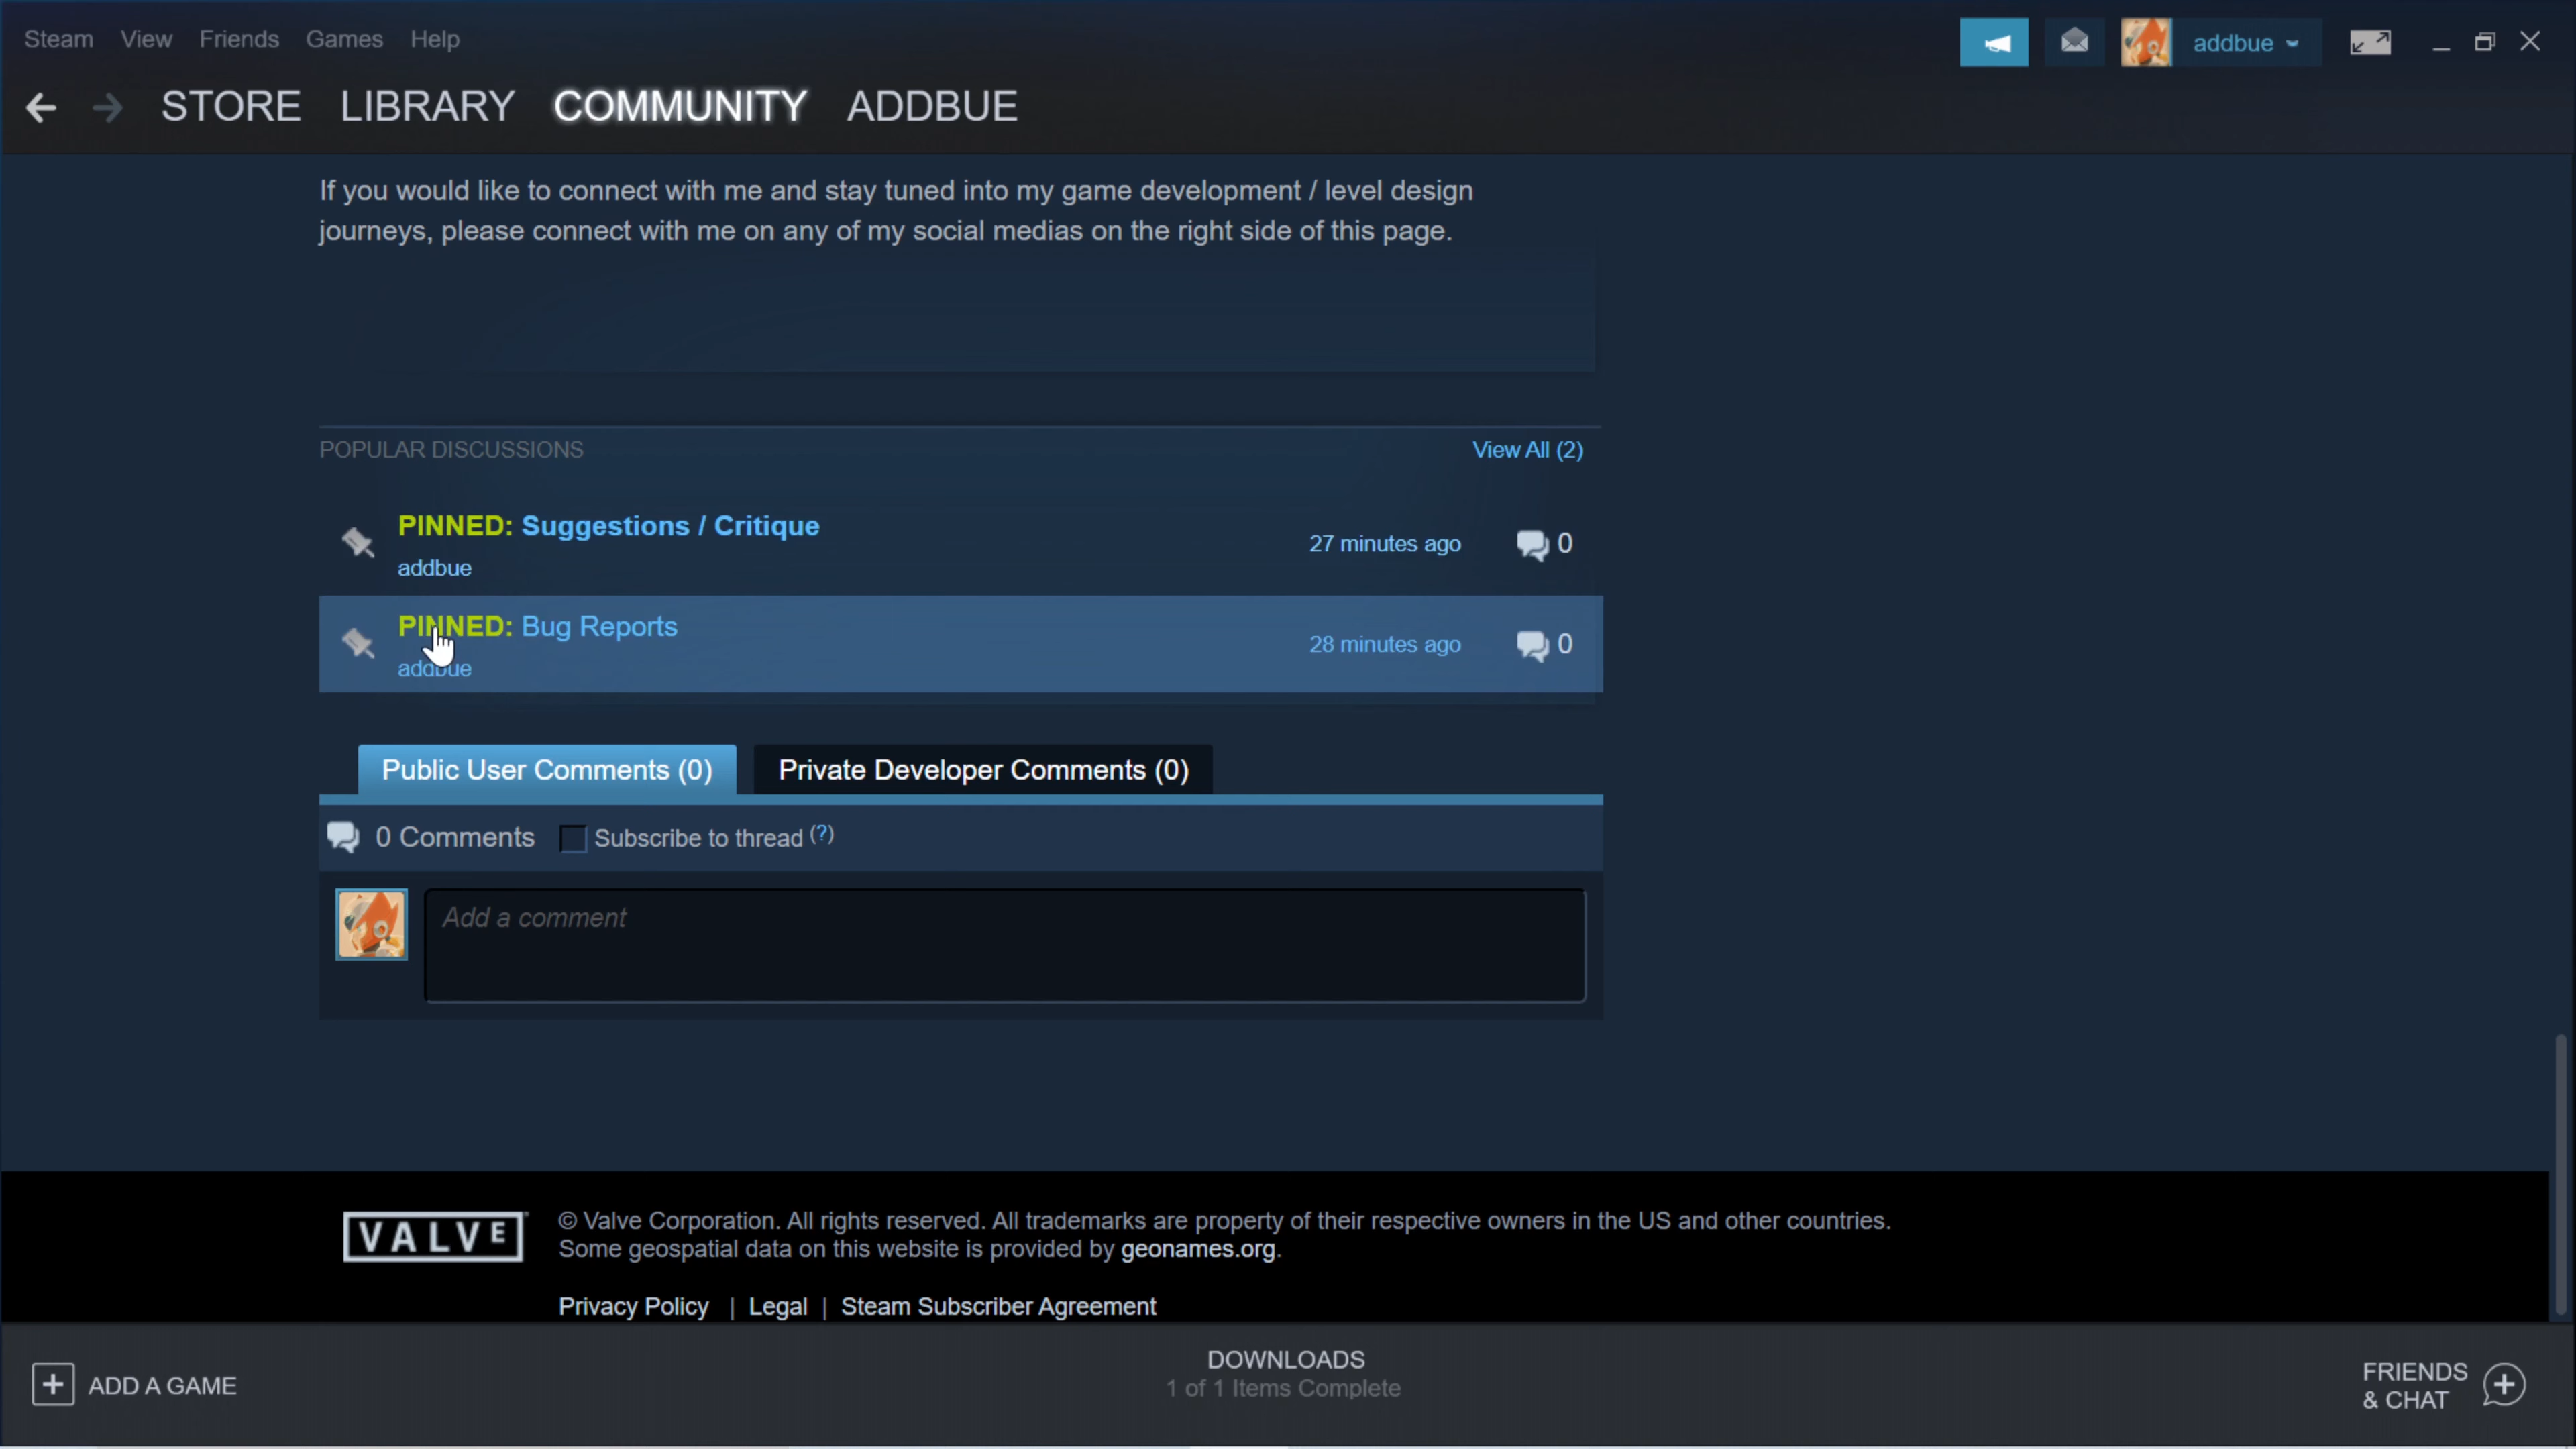 Steam View Friends Games Help
addbue
STORE LIBRARY COMMUNITY ADDBUE
If you would like to connect with me and stay tuned into my game development / level design
journeys, please connect with me on any of my social medias on the right side of this page.
POPULAR DISCUSSIONS View All (2)
PINNED: Suggestions / Critique
27 minutes ago 0
addbue
PINNED: Bug Reports
28 minutes ago 0
addbue
Public User Comments (0) Private Developer Comments (0)
0 Comments Subscribe to thread (?)
Add a comment
VALVE
© Valve Corporation. All rights reserved. All trademarks are property of their respective owners in the US and other countries.
Some geospatial data on this website is provided by geonames.org.
Privacy Policy | Legal | Steam Subscriber Agreement
+ ADD A GAME
DOWNLOADS
1 of 1 Items Complete
FRIENDS
& CHAT